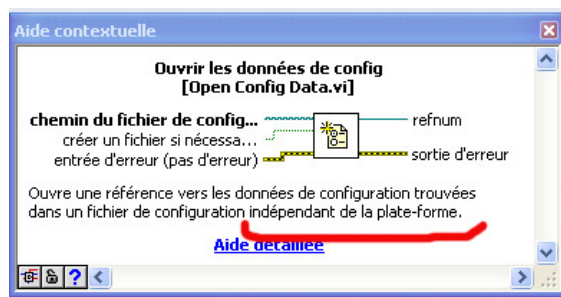 Aide contextuelle
Ouvrir les données de config
[Open Config Data.vi]
chemin du fichier de config...
refnum
créer un fichier si nécessa...
entrée d'erreur (pas d'erreur)
sortie d'erreur
Ouvre une référence vers les données de configuration trouvées
dans un fichier de configuration indépendant de la plate-forme.
Aide détaillée
?